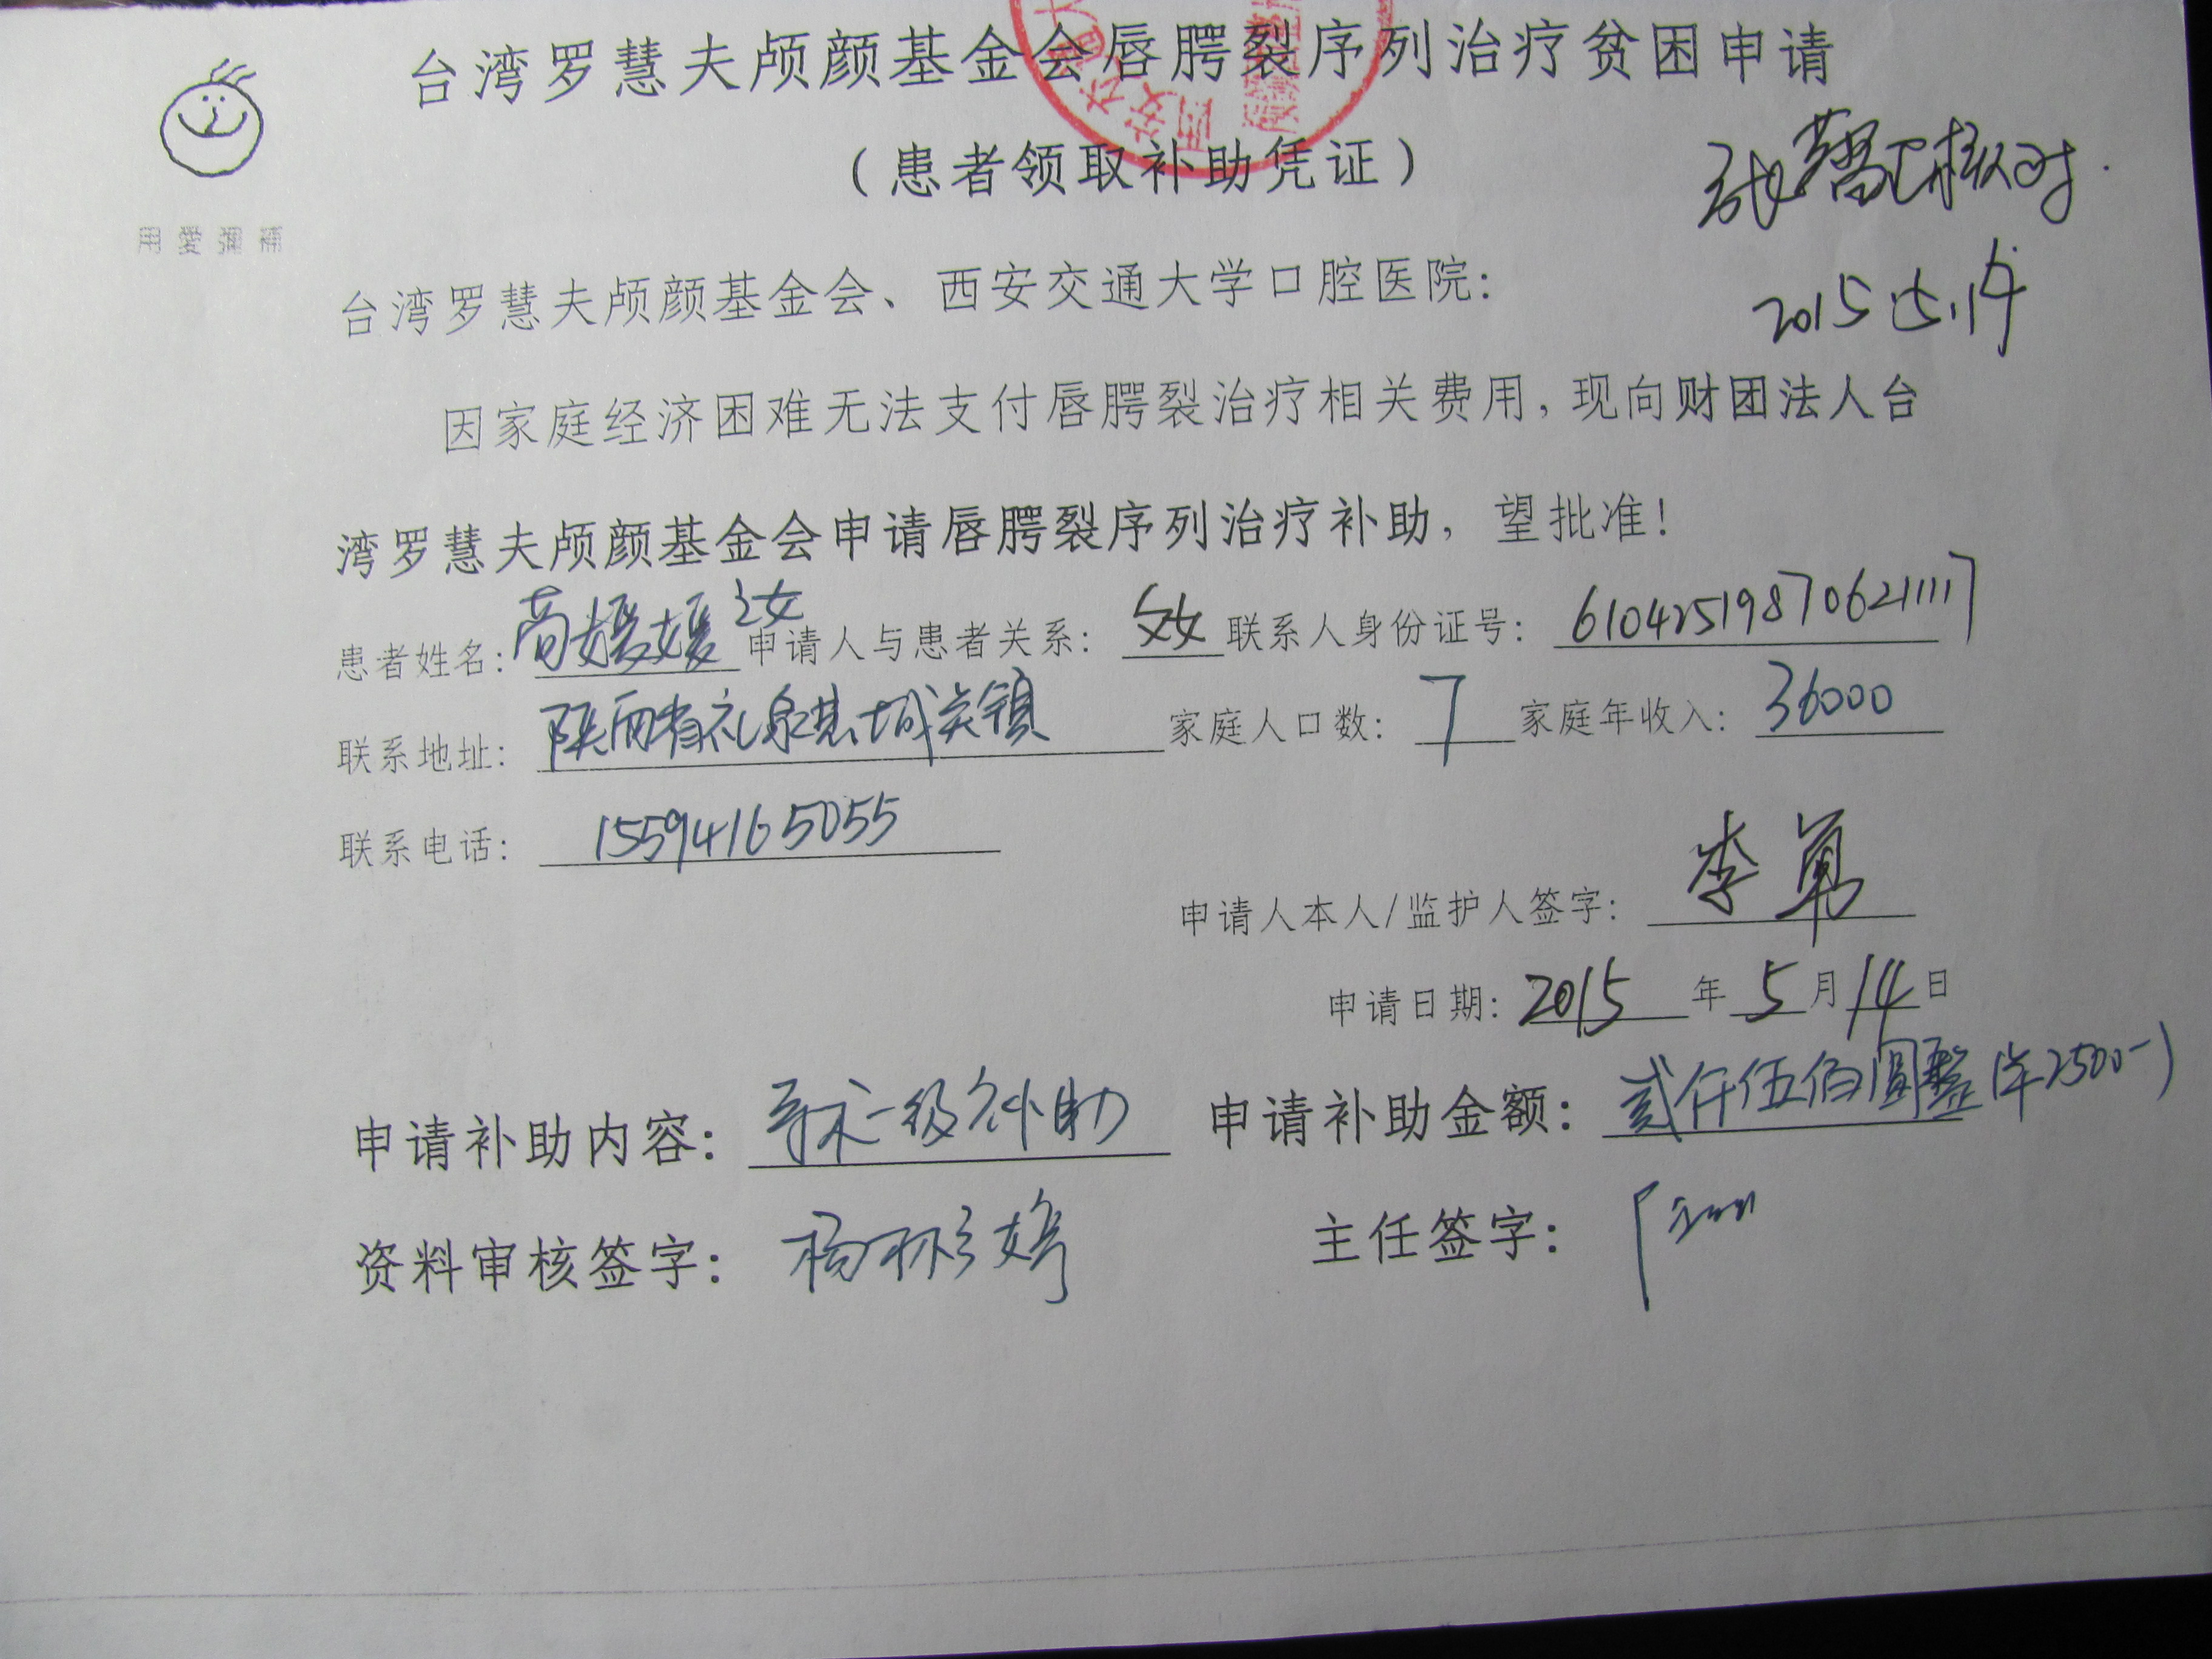 台湾罗慧夫颅颜基金会唇腭裂序列治疗贫困申请
（患者领取补助凭证）
已核对.
用愛彌補
2015.5.14
台湾罗慧夫颅颜基金会、西安交通大学口腔医院：
因家庭经济困难无法支付唇腭裂治疗相关费用，现向财团法人台
湾罗慧夫颅颜基金会申请唇腭裂序列治疗补助，望批准！
患者姓名：媛媛之女 申请人与患者关系：父女 联系人身份证号：610425198706211117
联系地址：陕西省礼泉县城关镇 家庭人口数：7 家庭年收入：36000
联系电话：15594165055
申请人本人/监护人签字：李勇
申请日期：2015年5月14日
申请补助内容：手术一级补助 申请补助金额：贰仟伍佰圆整(¥2500-)
资料审核签字：杨彩婷 主任签字：